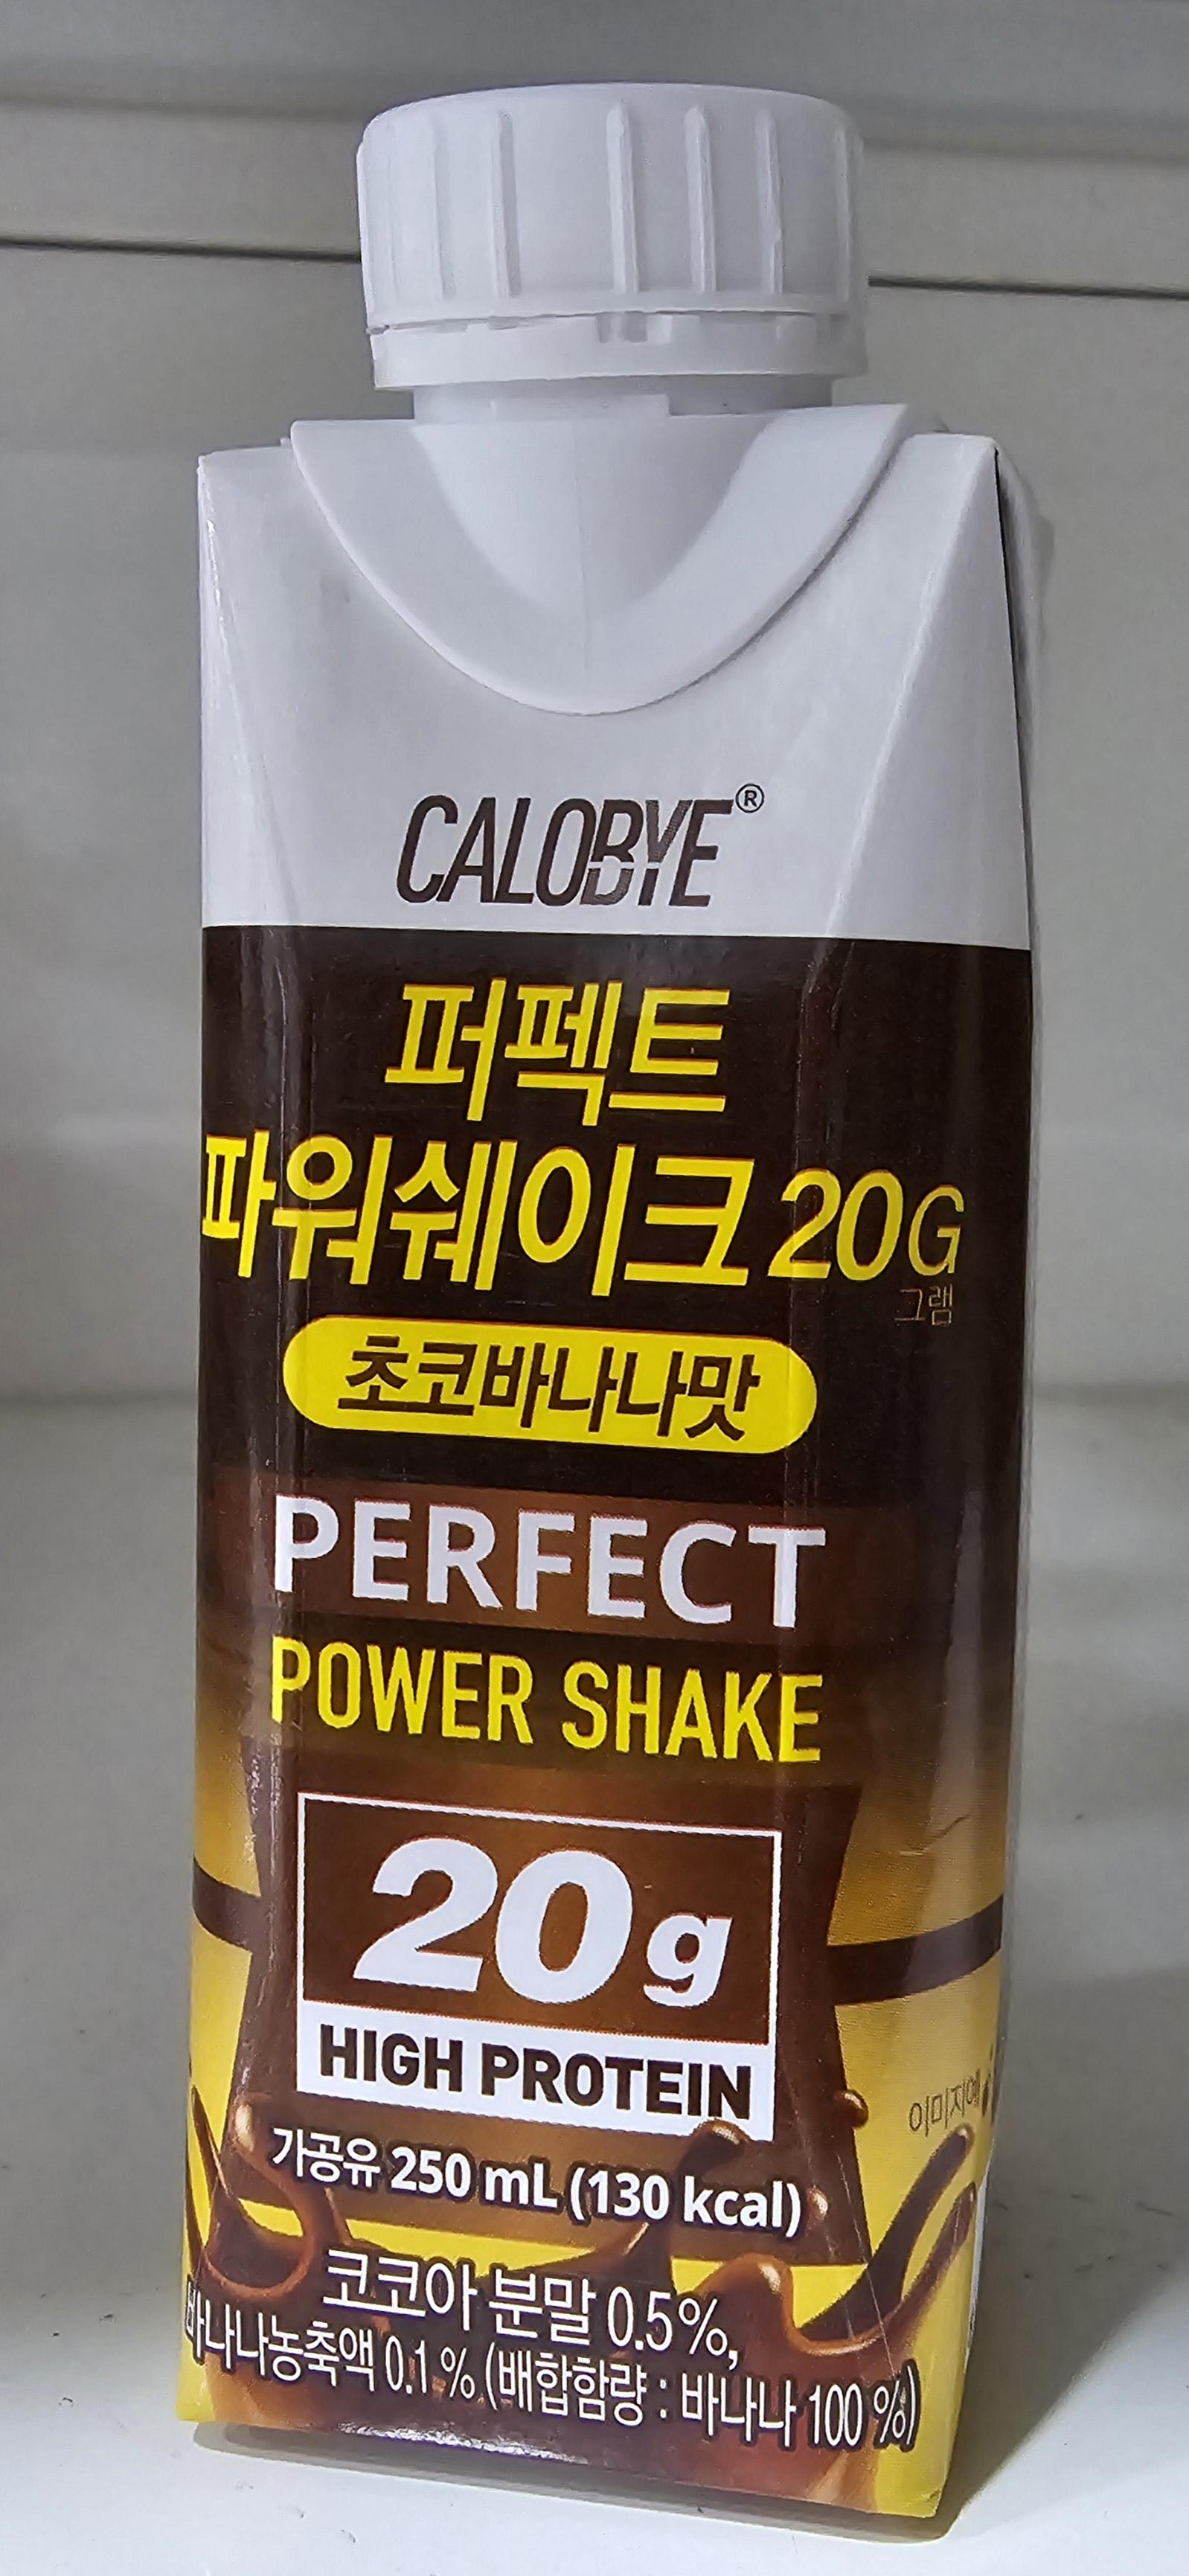 CALOBYE®
퍼펙트
파워쉐이크 20G
그램
초코바나나맛
PERFECT
POWER SHAKE
20g
HIGH PROTEIN
이미지예
가공유 250 mL (130 kcal)
코코아 분말 0.5%,
바나나농축액 0.1 % (배합함량 : 바나나 100 %)